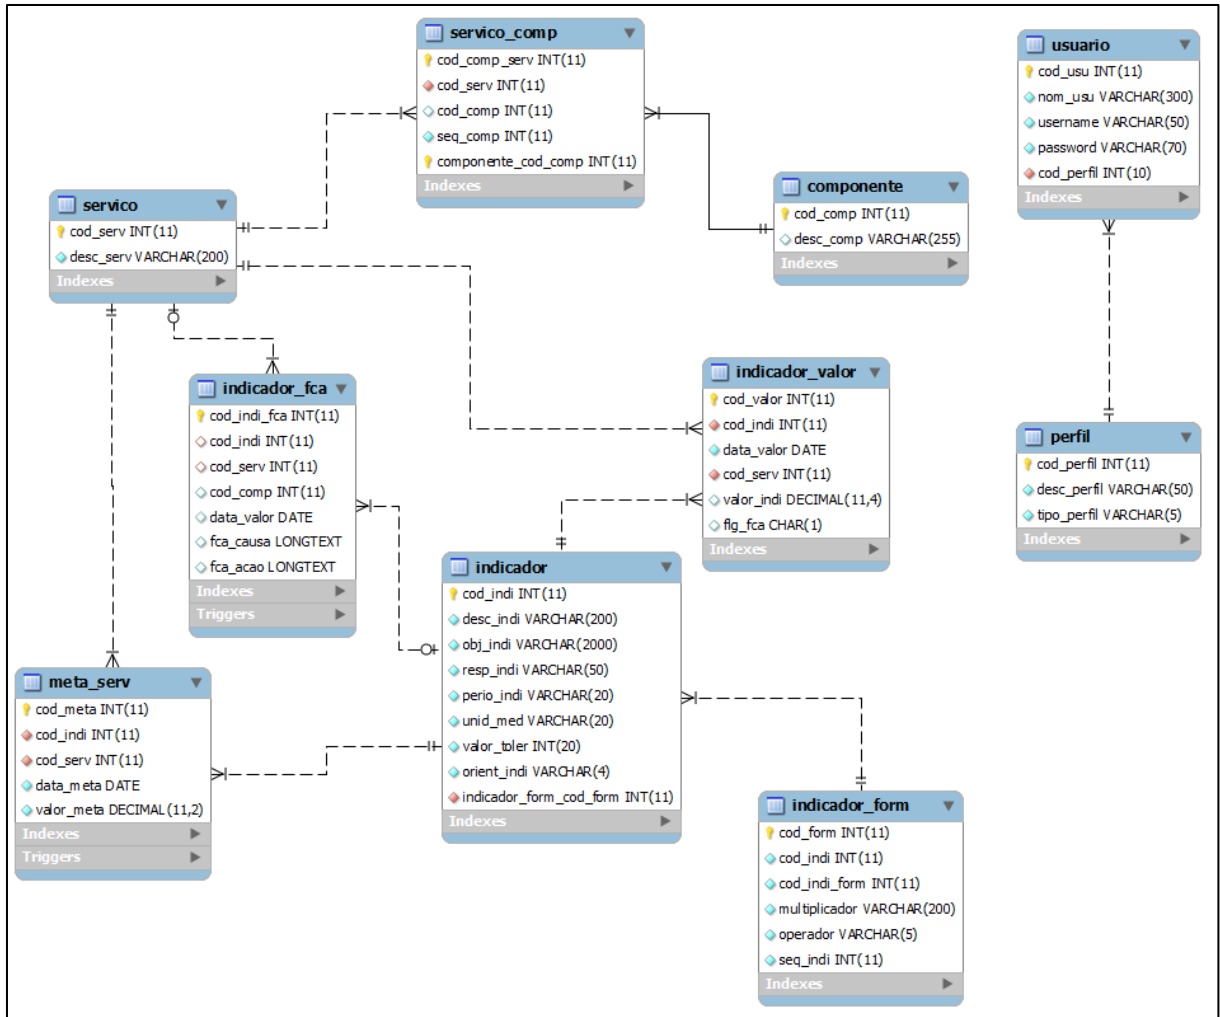 servico_comp
cod_comp_serv INT(11)
cod_serv INT(11)
cod_comp INT(11)
seq_comp INT(11)
componente_cod_comp INT(11)
Indexes
usuario
cod_usu INT(11)
nom_usu VARCHAR(300)
username VARCHAR(50)
password VARCHAR(70)
cod_perfil INT(10)
Indexes
servico
cod_serv INT(11)
desc_serv VARCHAR(200)
Indexes
componente
cod_comp INT(11)
desc_comp VARCHAR(255)
Indexes
indicador_fca
cod_indi_fca INT(11)
cod_indi INT(11)
cod_serv INT(11)
cod_comp INT(11)
data_valor DATE
fca_causa LONGTEXT
fca_acao LONGTEXT
Indexes
Triggers
indicador_valor
cod_valor INT(11)
cod_indi INT(11)
data_valor DATE
cod_serv INT(11)
valor_indi DECIMAL(11,4)
flg_fca CHAR(1)
Indexes
perfil
cod_perfil INT(11)
desc_perfil VARCHAR(50)
tipo_perfil VARCHAR(5)
Indexes
indicador
cod_indi INT(11)
desc_indi VARCHAR(200)
obj_indi VARCHAR(2000)
resp_indi VARCHAR(50)
perio_indi VARCHAR(20)
unid_med VARCHAR(20)
valor_toler INT(20)
orient_indi VARCHAR(4)
indicador_form_cod_form INT(11)
Indexes
meta_serv
cod_meta INT(11)
cod_indi INT(11)
cod_serv INT(11)
data_meta DATE
valor_meta DECIMAL(11,2)
Indexes
Triggers
indicador_form
cod_form INT(11)
cod_indi INT(11)
cod_indi_form INT(11)
multiplicador VARCHAR(200)
operador VARCHAR(5)
seq_indi INT(11)
Indexes